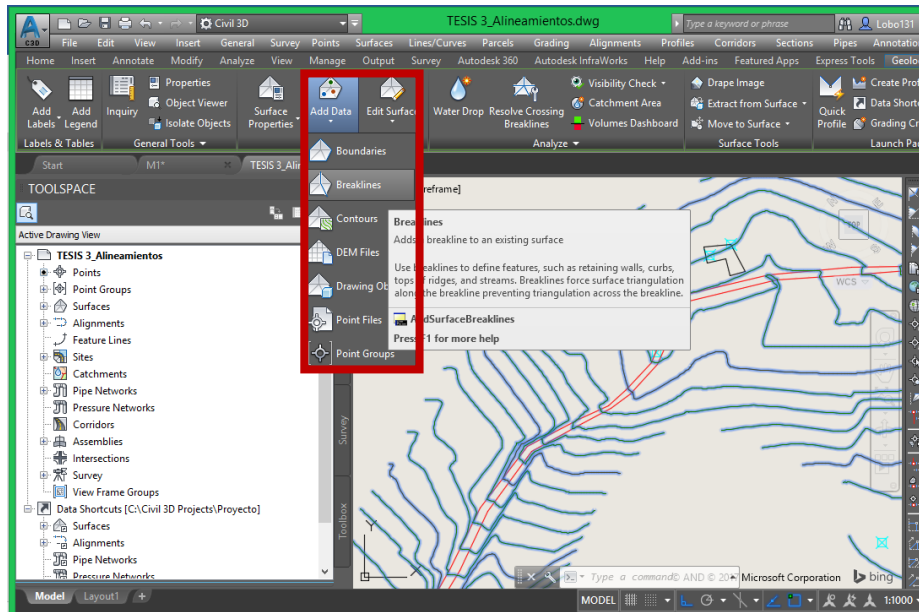 C3D
Civil 3D
TESIS 3_Alineamientos.dwg
Type a keyword or phrase
Lobo131
File Edit View Insert General Survey Points Surfaces Lines/Curves Parcels Grading Alignments Profiles Corridors Sections Pipes Annotatio
Home Insert Annotate Modify Analyze View Manage Output Survey Autodesk 360 Autodesk InfraWorks Help Add-ins Featured Apps Express Tools Geolo
Add Labels
Add Legend
Inquiry
Properties
Object Viewer
Isolate Objects
Surface Properties
Add Data
Edit Surface
Water Drop
Resolve Crossing Breaklines
Visibility Check
Catchment Area
Volumes Dashboard
Drape Image
Extract from Surface
Move to Surface
Quick Profile
Create Prof
Data Short
Grading Cr
Labels & Tables
General Tools
Analyze
Surface Tools
Launch Pa
Start
M1*
TESIS 3_Alin
Boundaries
Breaklines
Contours
DEM Files
Drawing Ob
Point Files
Point Groups
reframe]
Breaklines
Adds breakline to an existing surface
Use breaklines to define features, such as retaining walls, curbs,
tops of ridges, and streams. Breaklines force surface triangulation
along the breakline preventing triangulation across the breakline.
AddSurfaceBreaklines
Press F1 for more help
TOOLSPACE
Active Drawing View
TESIS 3_Alineamientos
Points
Point Groups
Surfaces
Alignments
Feature Lines
Sites
Catchments
Pipe Networks
Pressure Networks
Corridors
Assemblies
Intersections
Survey
View Frame Groups
Data Shortcuts [C:\Civil 3D Projects\Proyecto]
Surfaces
Alignments
Pipe Networks
Pressure Networks
Survey
Toolbox
TOP
WCS
Y
X
Type a command
AND © 20
Microsoft Corporation
bing
Model
Layout1
+
MODEL
1:1000